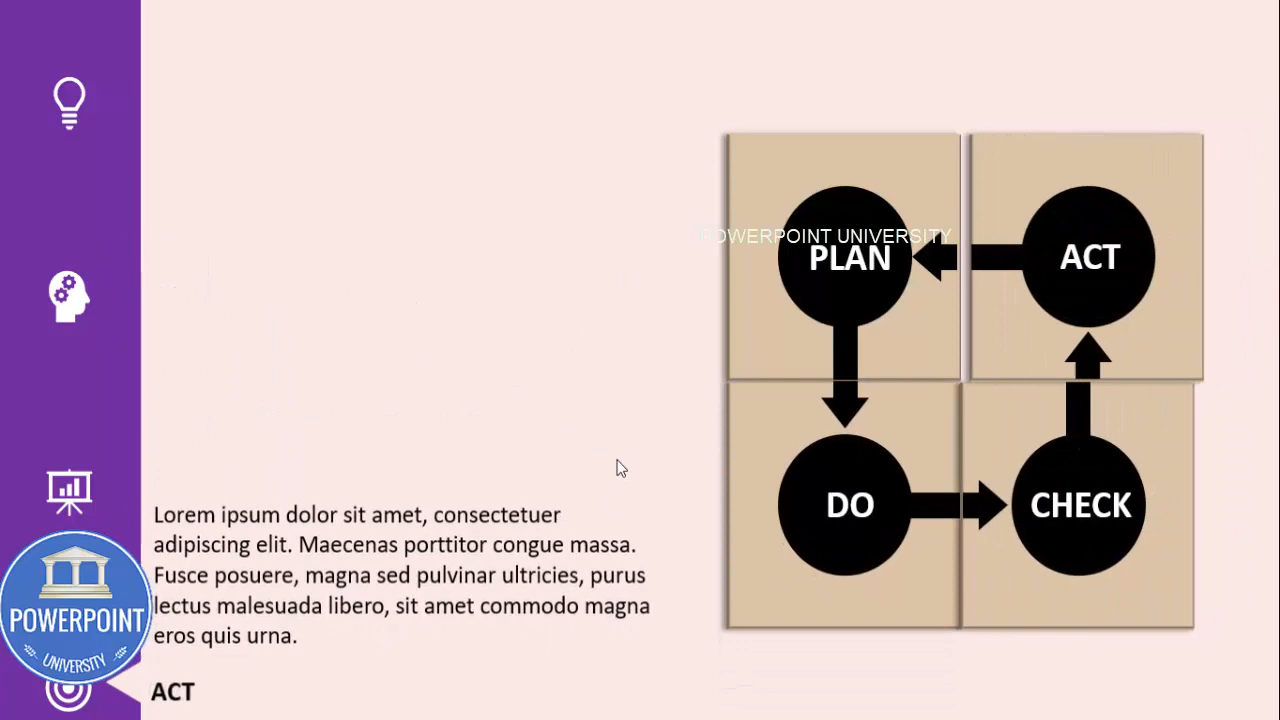 POWERPOINT UNIVERSITY
PLAN
ACT
DO
CHECK
Lorem ipsum dolor sit amet, consectetuer
adipiscing elit. Maecenas porttitor congue massa.
Fusce posuere, magna sed pulvinar ultricies, purus
lectus malesuada libero, sit amet commodo magna
eros quis urna.
POWERPOINT
UNIVERSITY
ACT